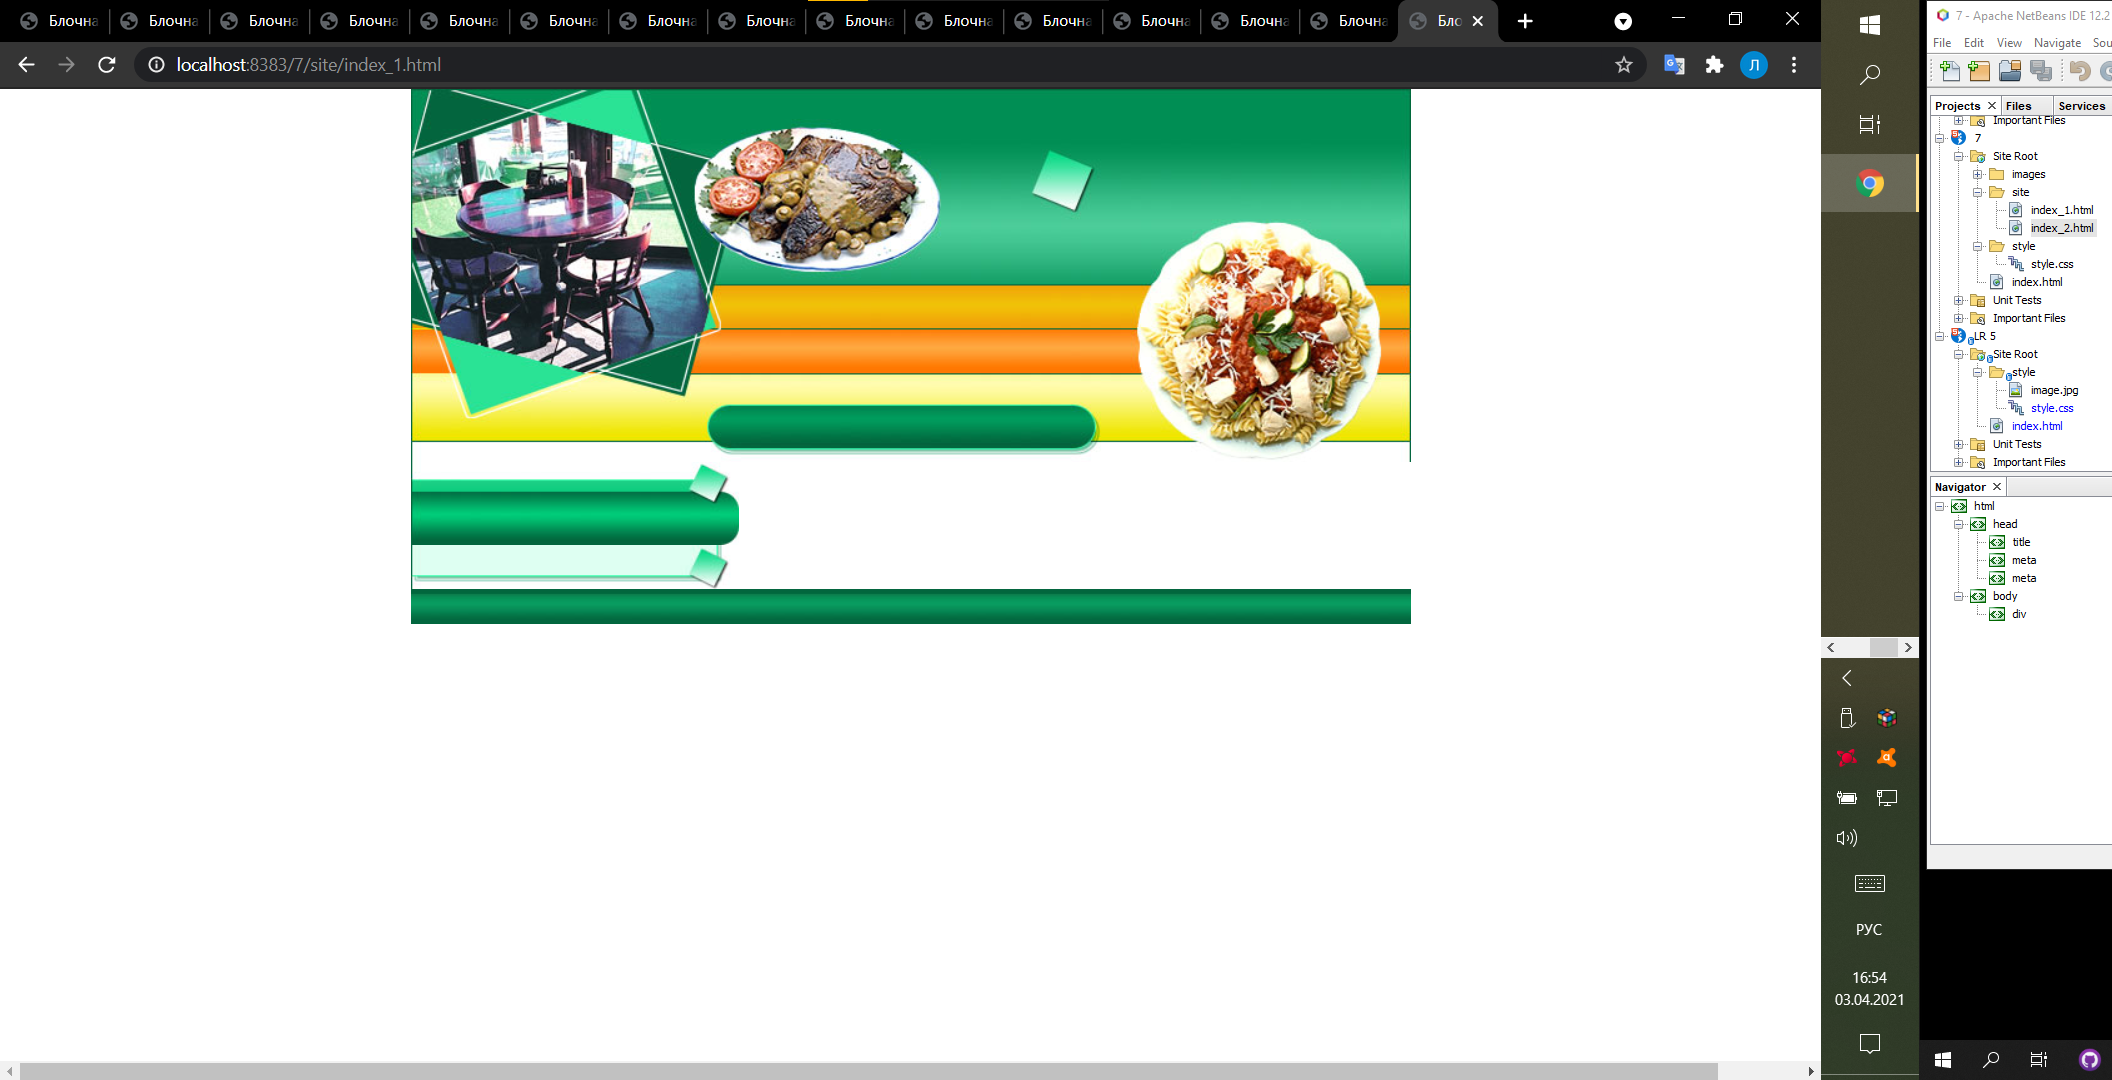 Блочна
Блочна
Блочна
Блочна
Блочна
Блочна
Блочна
Блочна
Блочна
Блочна
Блочна
Блочна
Блочна
Блочна
Бло
localhost:8383/7/site/index_1.html
Л
7 - Apache NetBeans IDE 12.2
File Edit View Navigate Sou
Projects Files Services
Important Files
7
Site Root
images
site
index_1.html
index_2.html
style
style.css
index.html
Unit Tests
Important Files
LR 5
Site Root
style
image.jpg
style.css
index.html
Unit Tests
Important Files
Navigator
html
head
title
meta
meta
body
div
РУС
16:54
03.04.2021